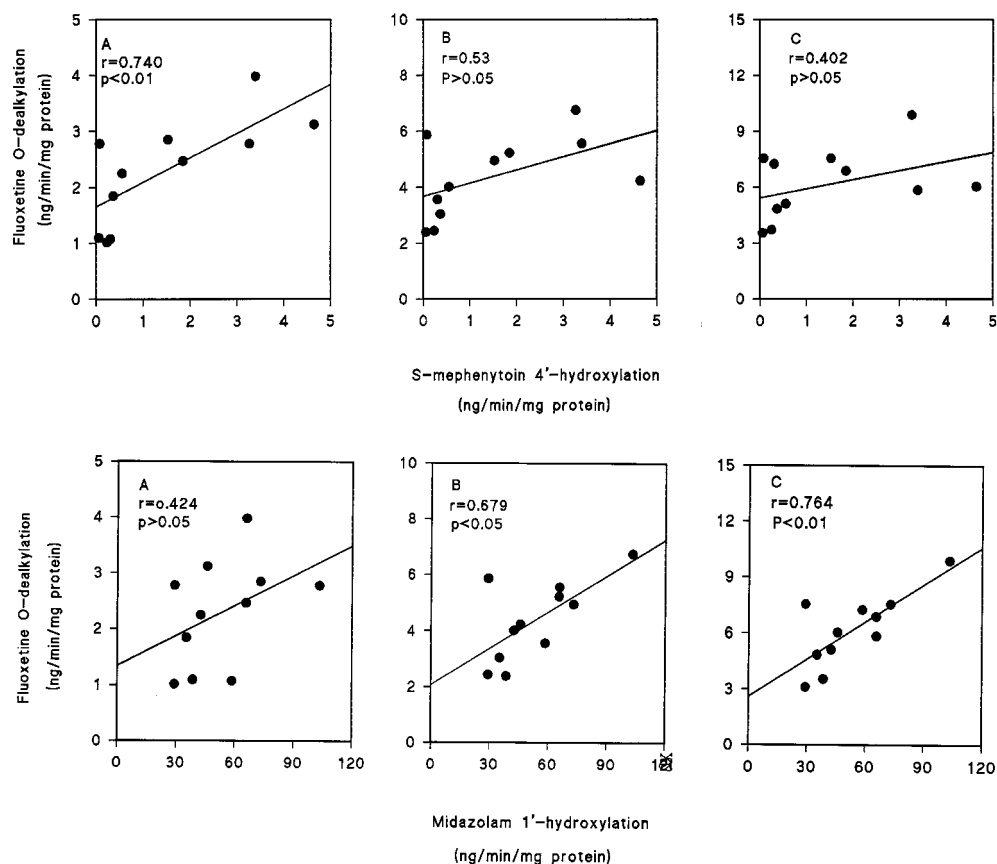 Fluoxetine O-dealkylation
(ng/min/mg protein)
5
4
3
2
1
0
A
r=0.740
p<0.01
0 1 2 3 4 5
10
8
6
4
2
0
B
r=0.53
P>0.05
0 1 2 3 4 5
15
12
9
6
3
0
C
r=0.402
p>0.05
0 1 2 3 4 5
S-mephenytoin 4'-hydroxylation
(ng/min/mg protein)
Fluoxetine O-dealkylation
(ng/min/mg protein)
5
4
3
2
1
0
A
r=o.424
p>0.05
0 30 60 90 120
10
8
6
4
2
0
B
r=0.679
p<0.05
0 30 60 90
15
12
9
6
3
0
C
r=0.764
P<0.01
0 30 60 90 120
Midazolam 1'-hydroxylation
(ng/min/mg protein)